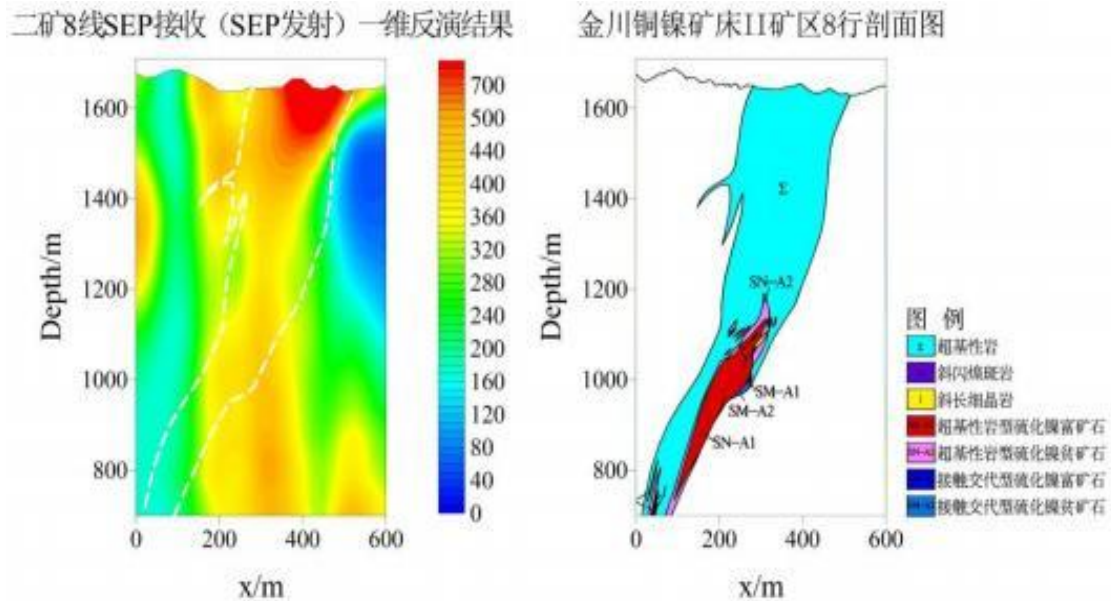 二矿8线SEP接收（SEP发射）一维反演结果
Depth/m
1600
1400
1200
1000
800
0
200
400
600
x/m
700
500
440
400
360
320
280
240
200
160
120
80
40
0
金川铜镍矿床II矿区8行剖面图
Depth/m
1600
1400
1200
1000
800
0
200
400
600
x/m
Σ
SN-A2
SM-A1
SM-A2
SN-A1
图 例
Σ 超基性岩
斜闪煌斑岩
斜长细晶岩
超基性岩型硫化镍富矿石
SN-A2 超基性岩型硫化镍贫矿石
接触交代型硫化镍富矿石
接触交代型硫化镍贫矿石